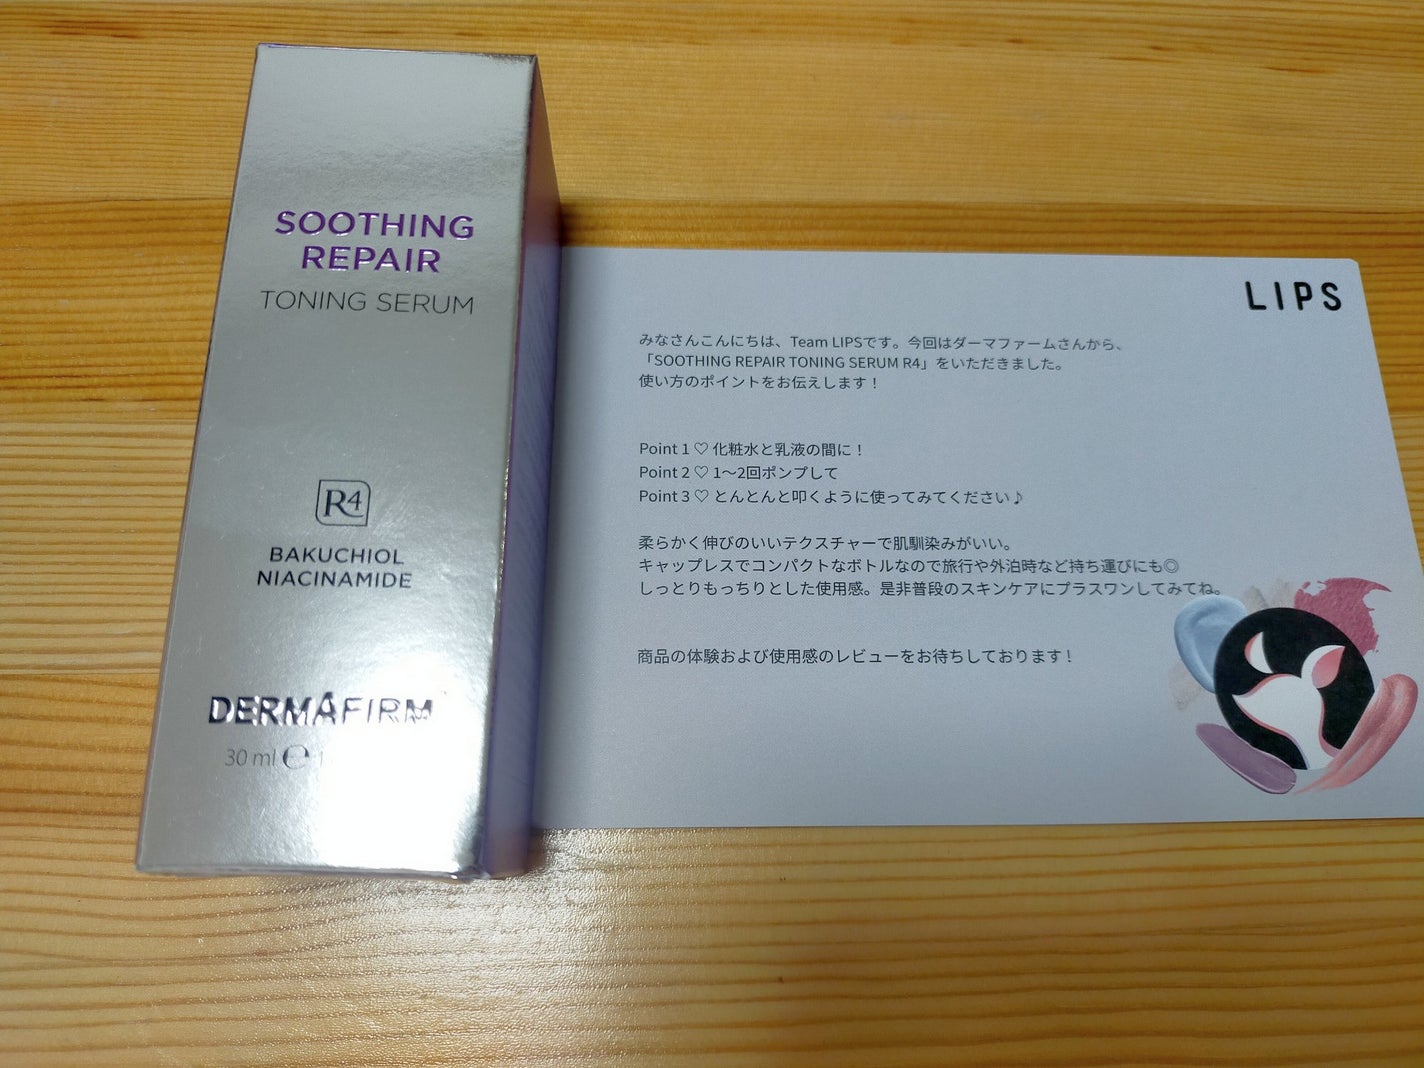 SOOTHING
REPAIR
TONING SERUM
R4
BAKUCHIOL
NIACINAMIDE
DERMAFIRM
30 ml ℮
LIPS
みなさんこんにちは、Team LIPSです。今回はダーマファームさんから、
「SOOTHING REPAIR TONING SERUM R4」をいただきました。
使い方のポイントをお伝えします！
Point 1 ♡ 化粧水と乳液の間に！
Point 2 ♡ 1〜2回ポンプして
Point 3 ♡ とんとんと叩くように使ってみてください♪
柔らかく伸びのいいテクスチャーで肌馴染みがいい。
キャップレスでコンパクトなボトルなので旅行や外泊時など持ち運びにも◎
しっとりもっちりとした使用感。是非普段のスキンケアにプラスワンしてみてね。
商品の体験および使用感のレビューをお待ちしております！